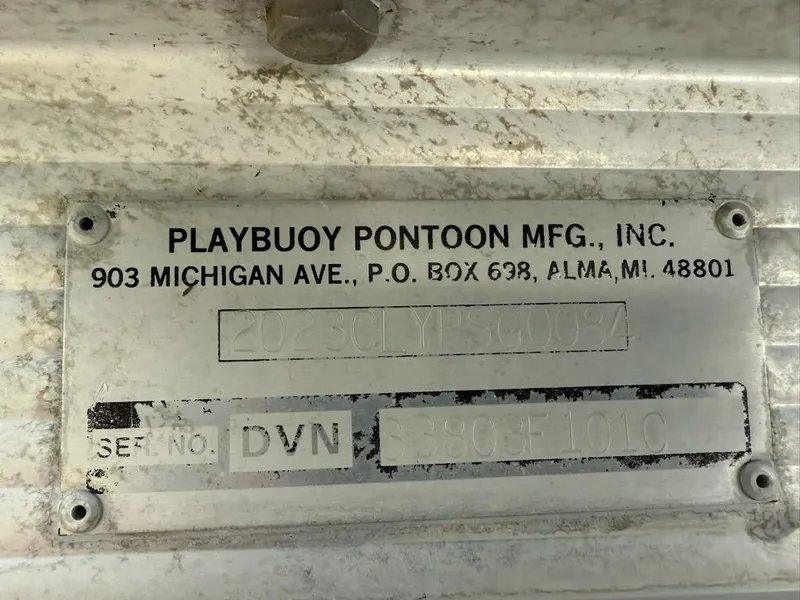 PLAYBUOY PONTOON MFG., INC.
903 MICHIGAN AVE., P.O. BOX 698, ALMA, MI. 48801
2023CLYPSG0084
SER. NO. DVN 33803F101C